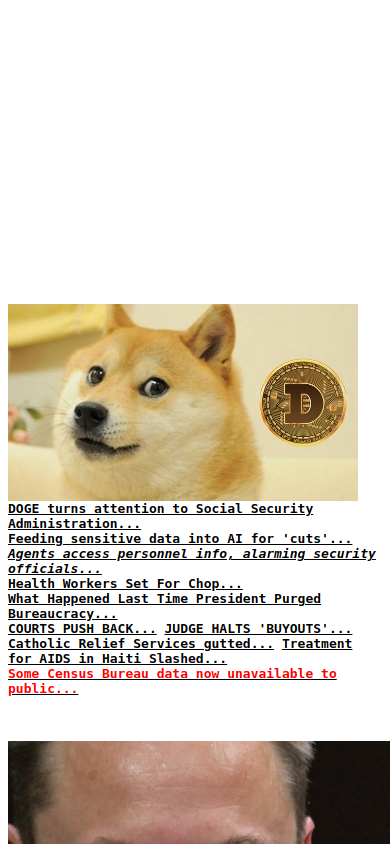 DOGE turns attention to Social Security
Administration...
Feeding sensitive data into AI for 'cuts'...
Agents access personnel info, alarming security
officials...
Health Workers Set For Chop...
What Happened Last Time President Purged
Bureaucracy...
COURTS PUSH BACK... JUDGE HALTS 'BUYOUTS'...
Catholic Relief Services gutted... Treatment
for AIDS in Haiti Slashed...
Some Census Bureau data now unavailable to
public...